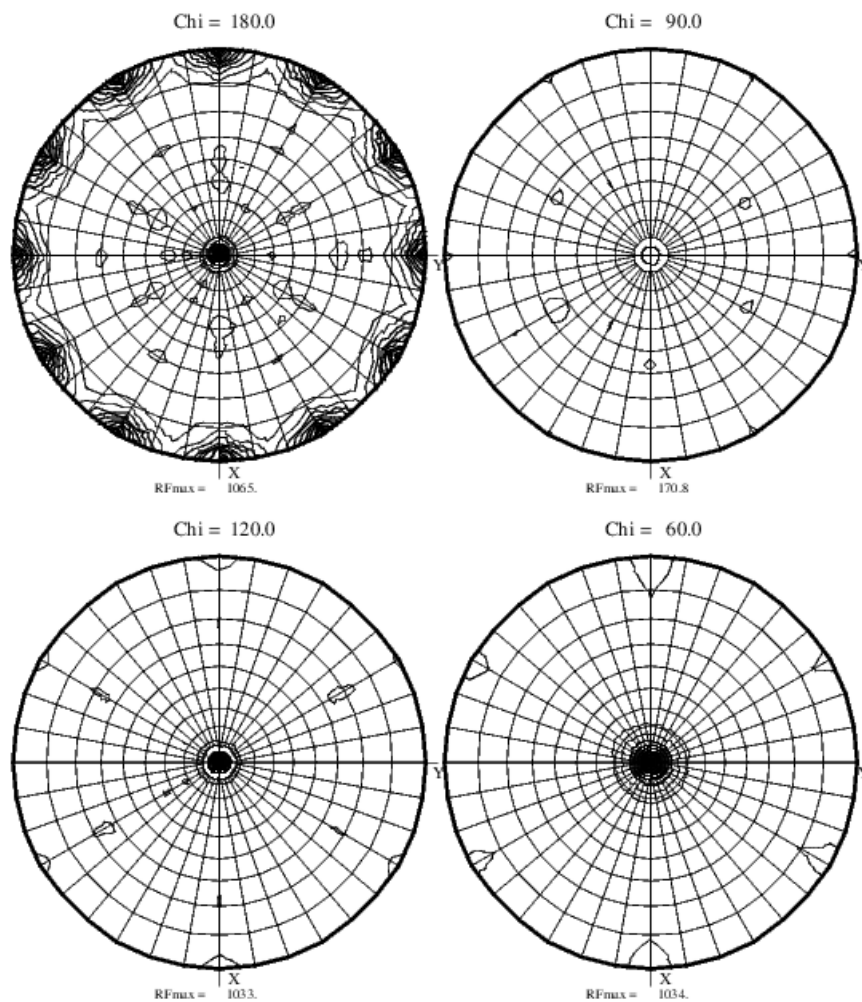 Chi = 180.0
Chi = 90.0
Y
X
X
RFmax = 1065.
RFmax = 170.8
Chi = 120.0
Chi = 60.0
Y
X
X
RFmax = 1033.
RFmax = 1034.